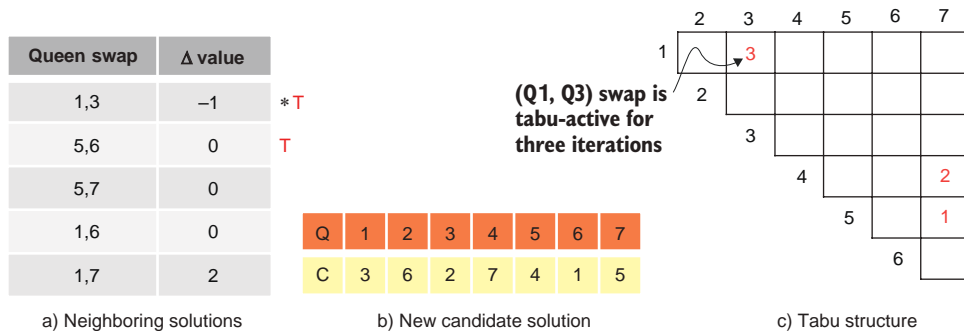 Queen swap Δ value
1,3 –1 * T
5,6 0 T
5,7 0
1,6 0
1,7 2
a) Neighboring solutions
Q 1 2 3 4 5 6 7
C 3 6 2 7 4 1 5
b) New candidate solution
2 3 4 5 6 7
1 3
2
3
4 2
5 1
6
(Q1, Q3) swap is
tabu-active for
three iterations
c) Tabu structure